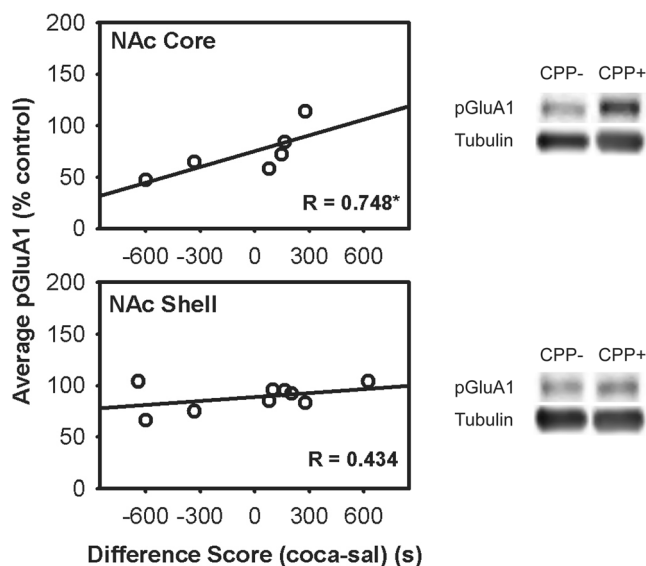 NAc Core
200
150
100
50
0
R = 0.748*
-600 -300 0 300 600
CPP- CPP+
pGluA1
Tubulin
Average pGluA1 (% control)
NAc Shell
200
150
100
50
0
R = 0.434
-600 -300 0 300 600
Difference Score (coca-sal) (s)
CPP- CPP+
pGluA1
Tubulin